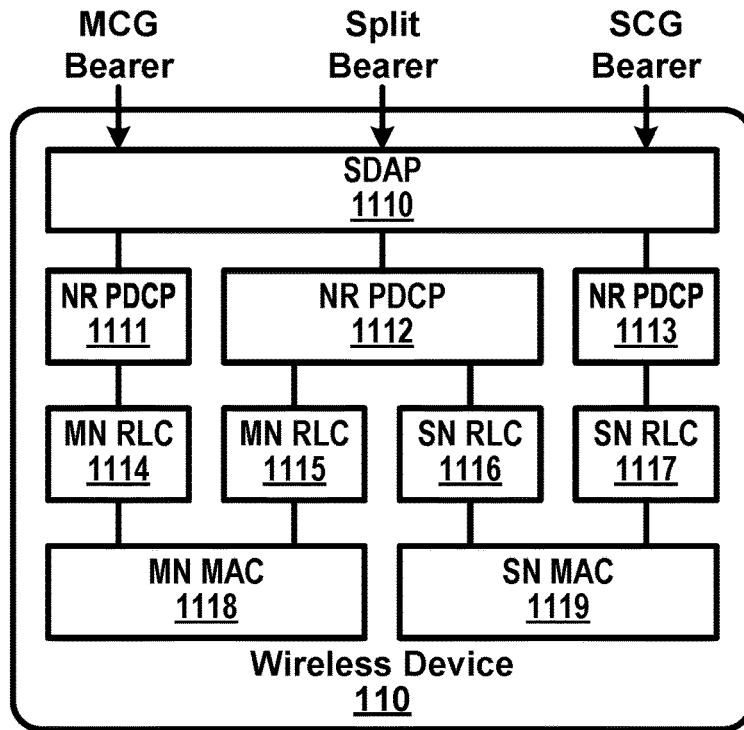 MCG Bearer
Split Bearer
SCG Bearer
SDAP
1110
NR PDCP
1111
NR PDCP
1112
NR PDCP
1113
MN RLC
1114
MN RLC
1115
SN RLC
1116
SN RLC
1117
MN MAC
1118
SN MAC
1119
Wireless Device
110